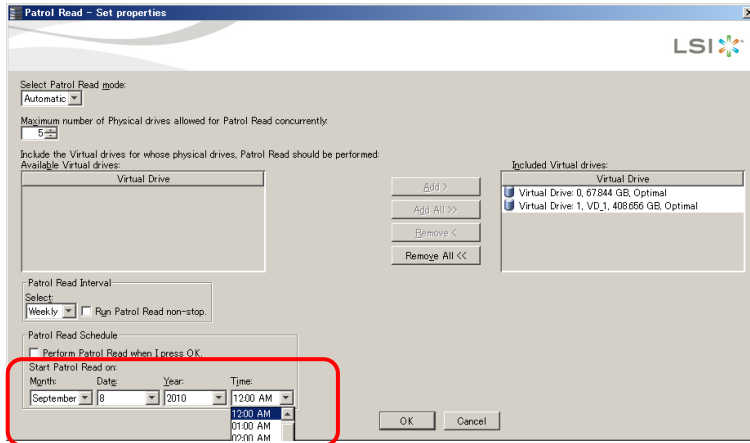 Patrol Read - Set properties
LSI
Select Patrol Read mode:
Automatic
Maximum number of Physical drives allowed for Patrol Read concurrently:
5
Include the Virtual drives for whose physical drives, Patrol Read should be performed:
Available Virtual drives:
Virtual Drive
Add >
Add All >>
Remove <
Remove All <<
Included Virtual drives:
Virtual Drive
Virtual Drive: 0, 67.844 GB, Optimal
Virtual Drive: 1, VD_1, 408.656 GB, Optimal
Patrol Read Interval
Select:
Weekly
Run Patrol Read non-stop.
Patrol Read Schedule
Perform Patrol Read when I press OK.
Start Patrol Read on:
Month: Date: Year: Time:
September 8 2010 12:00 AM
12:00 AM
01:00 AM
02:00 AM
OK Cancel